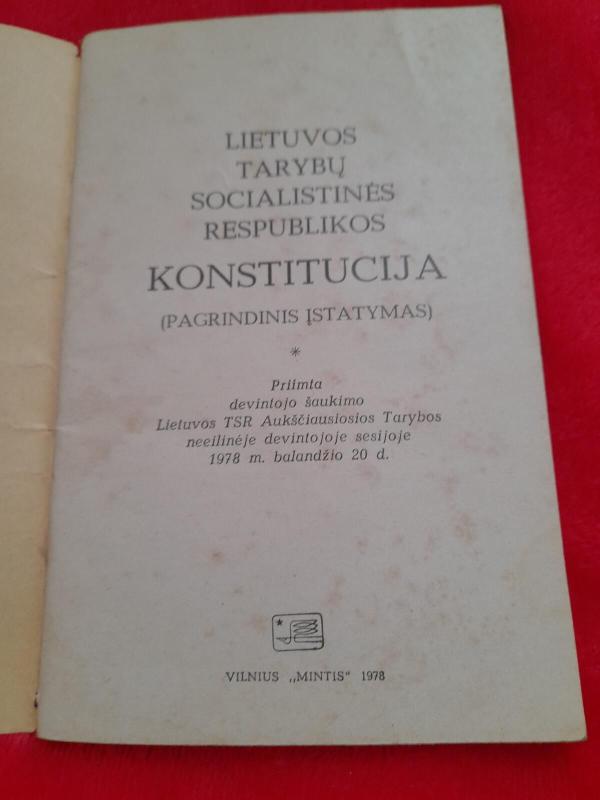 LIETUVOS
TARYBŲ
SOCIALISTINĖS
RESPUBLIKOS
KONSTITUCIJA
(PAGRINDINIS ĮSTATYMAS)
*
Priimta
devintojo šaukimo
Lietuvos TSR Aukščiausiosios Tarybos
neeilinėje devintojoje sesijoje
1978 m. balandžio 20 d.
VILNIUS „MINTIS“ 1978